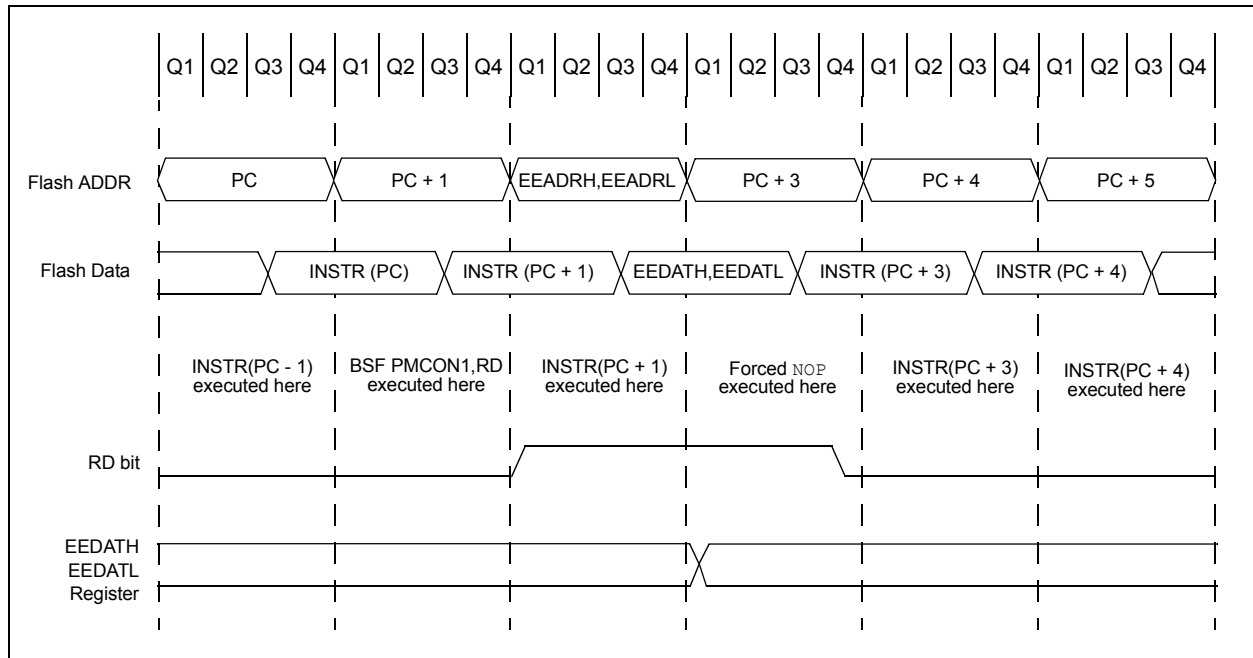 Q1 Q2 Q3 Q4 Q1 Q2 Q3 Q4 Q1 Q2 Q3 Q4 Q1 Q2 Q3 Q4 Q1 Q2 Q3 Q4 Q1 Q2 Q3 Q4
Flash ADDR PC PC + 1 EEADRH,EEADRL PC + 3 PC + 4 PC + 5
Flash Data INSTR (PC) INSTR (PC + 1) EEDATH,EEDATL INSTR (PC + 3) INSTR (PC + 4)
INSTR(PC - 1)
executed here
BSF PMCON1,RD
executed here
INSTR(PC + 1)
executed here
Forced NOP
executed here
INSTR(PC + 3)
executed here
INSTR(PC + 4)
executed here
RD bit
EEDATH
EEDATL
Register